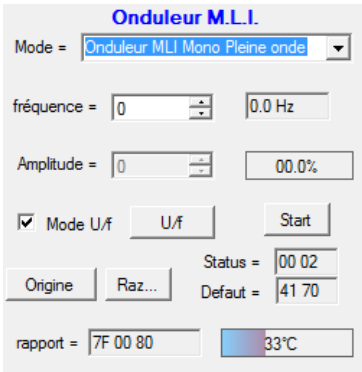 Onduleur M.L.I.
Mode = Onduleur MLI Mono Pleine onde
fréquence = 0 0.0 Hz
Amplitude = 0 00.0%
Mode U/f U/f Start
Status = 00 02
Origine Raz... Defaut = 41 70
rapport = 7F 00 80 33°C